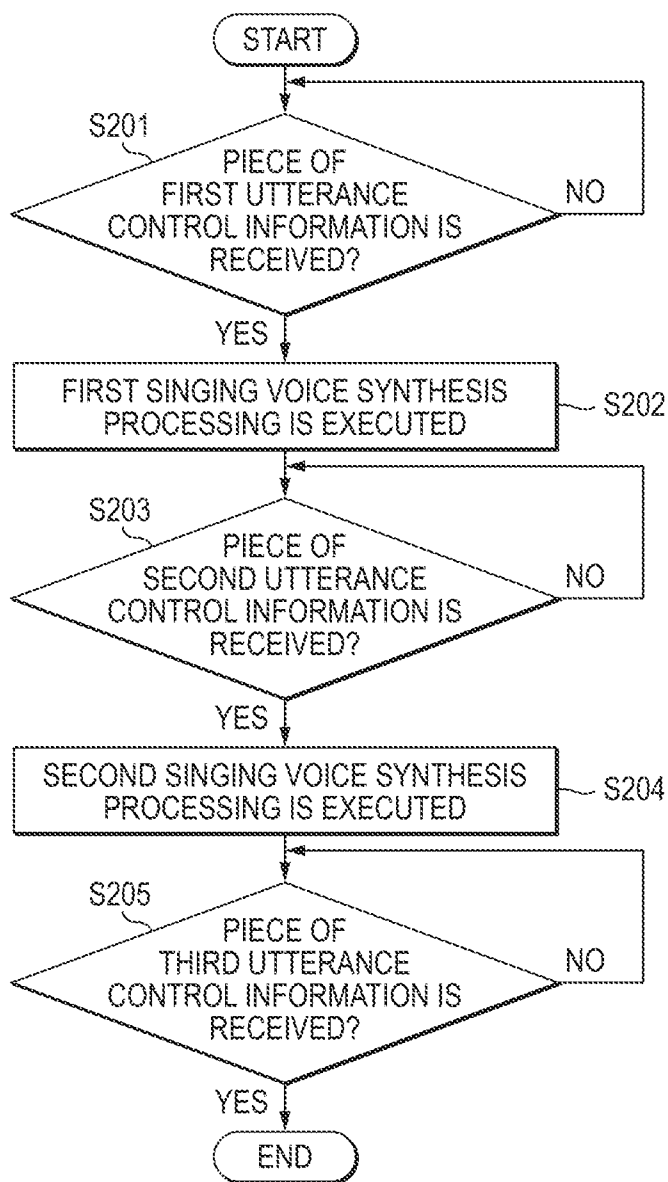 START
S201
PIECE OF
FIRST UTTERANCE
CONTROL INFORMATION IS
RECEIVED?
NO
YES
FIRST SINGING VOICE SYNTHESIS
PROCESSING IS EXECUTED
S202
S203
PIECE OF
SECOND UTTERANCE
CONTROL INFORMATION IS
RECEIVED?
NO
YES
SECOND SINGING VOICE SYNTHESIS
PROCESSING IS EXECUTED
S204
S205
PIECE OF
THIRD UTTERANCE
CONTROL INFORMATION IS
RECEIVED?
NO
YES
END